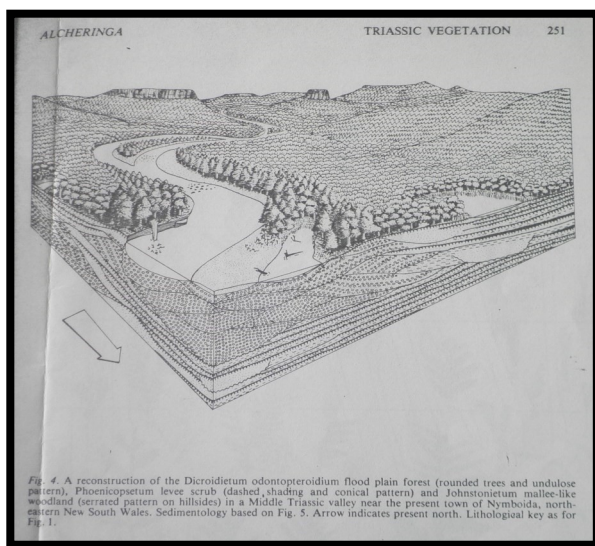 ALCHERINGA TRIASSIC VEGETATION 251
Fig. 4. A reconstruction of the Dicroidietum odontopteroidium flood plain forest (rounded trees and undulose
pattern), Phoenicopsetum levee scrub (dashed shading and conical pattern) and Johnstonietum mallee-like
woodland (serrated pattern on hillsides) in a Middle Triassic valley near the present town of Nymboida, north-
eastern New South Wales. Sedimentology based on Fig. 5. Arrow indicates present north. Lithological key as for
Fig. 1.